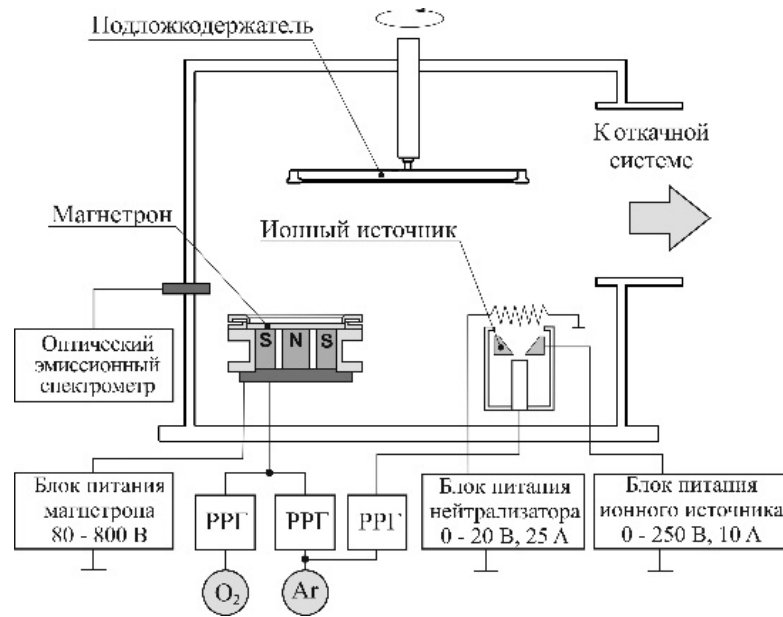 Подложкодержатель
К откачной
системе
Магнетрон
Ионный источник
S N S
Оптический
эмиссионный
спектрометр
Блок питания
магнетрона
80 - 800 В
РРГ
РРГ
РРГ
Блок питания
нейтрализатора
0 - 20 В, 25 А
Блок питания
ионного источника
0 - 250 В, 10 А
O₂
Ar